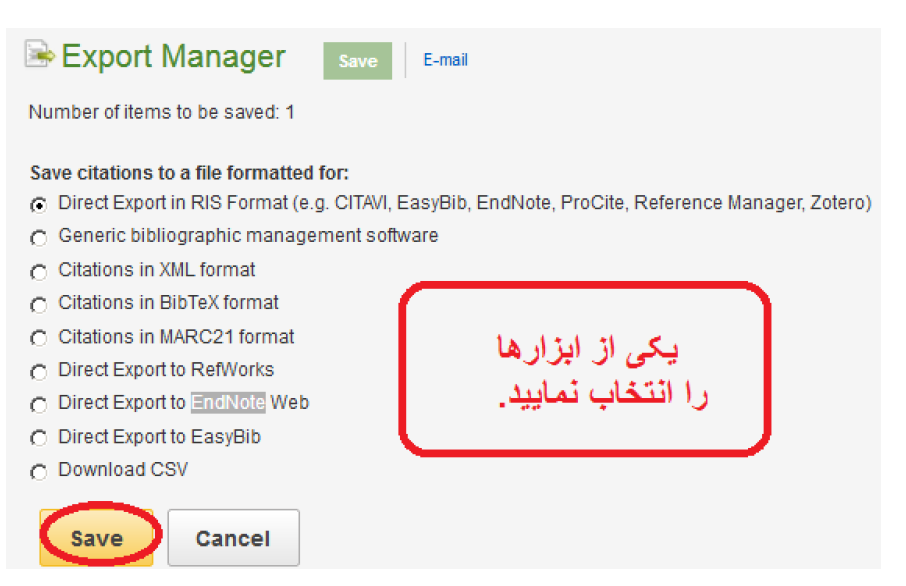 Export Manager
Save
E-mail
Number of items to be saved: 1
Save citations to a file formatted for:
Direct Export in RIS Format (e.g. CITAVI, EasyBib, EndNote, ProCite, Reference Manager, Zotero)
Generic bibliographic management software
Citations in XML format
Citations in BibTeX format
Citations in MARC21 format
Direct Export to RefWorks
Direct Export to EndNote Web
Direct Export to EasyBib
Download CSV
یکی از ابزارها
را انتخاب نمایید.
Save
Cancel